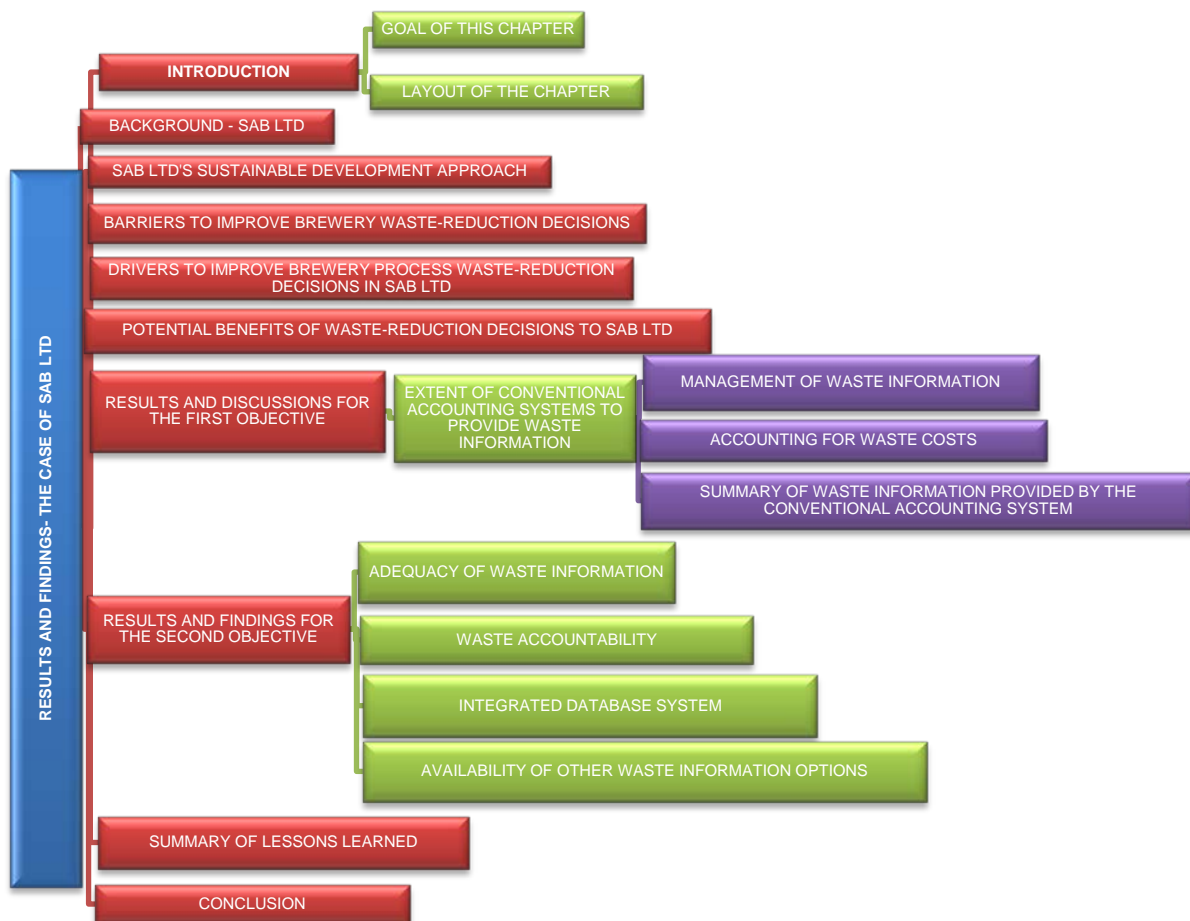 RESULTS AND FINDINGS- THE CASE OF SAB LTD
INTRODUCTION
GOAL OF THIS CHAPTER
LAYOUT OF THE CHAPTER
BACKGROUND - SAB LTD
SAB LTD'S SUSTAINABLE DEVELOPMENT APPROACH
BARRIERS TO IMPROVE BREWERY WASTE-REDUCTION DECISIONS
DRIVERS TO IMPROVE BREWERY PROCESS WASTE-REDUCTION
DECISIONS IN SAB LTD
POTENTIAL BENEFITS OF WASTE-REDUCTION DECISIONS TO SAB LTD
RESULTS AND DISCUSSIONS FOR
THE FIRST OBJECTIVE
EXTENT OF CONVENTIONAL
ACCOUNTING SYSTEMS TO
PROVIDE WASTE
INFORMATION
MANAGEMENT OF WASTE INFORMATION
ACCOUNTING FOR WASTE COSTS
SUMMARY OF WASTE INFORMATION PROVIDED BY THE
CONVENTIONAL ACCOUNTING SYSTEM
RESULTS AND FINDINGS FOR
THE SECOND OBJECTIVE
ADEQUACY OF WASTE INFORMATION
WASTE ACCOUNTABILITY
INTEGRATED DATABASE SYSTEM
AVAILABILITY OF OTHER WASTE INFORMATION OPTIONS
SUMMARY OF LESSONS LEARNED
CONCLUSION